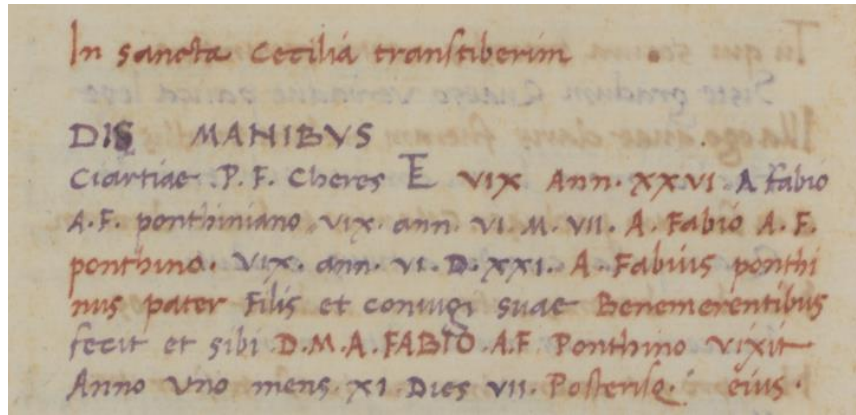 In sancta Cecilia transtiberim
DIS MANIBVS
Ciartiae . P. F. Cheres E vix Ann. XXVI. A fabio
A. F. ponthiniano . vix. ann. VI. M. VII. A. Fabio A. F.
ponthino. VIX. ann. VI. D. XXI. A. Fabius ponthi
nus pater Filis et coniugi suae Benemerentibus
fecit et sibi D. M. A. FABIO . A. F Ponthino vixit
Anno uno mens. XI. Dies VII. eius.